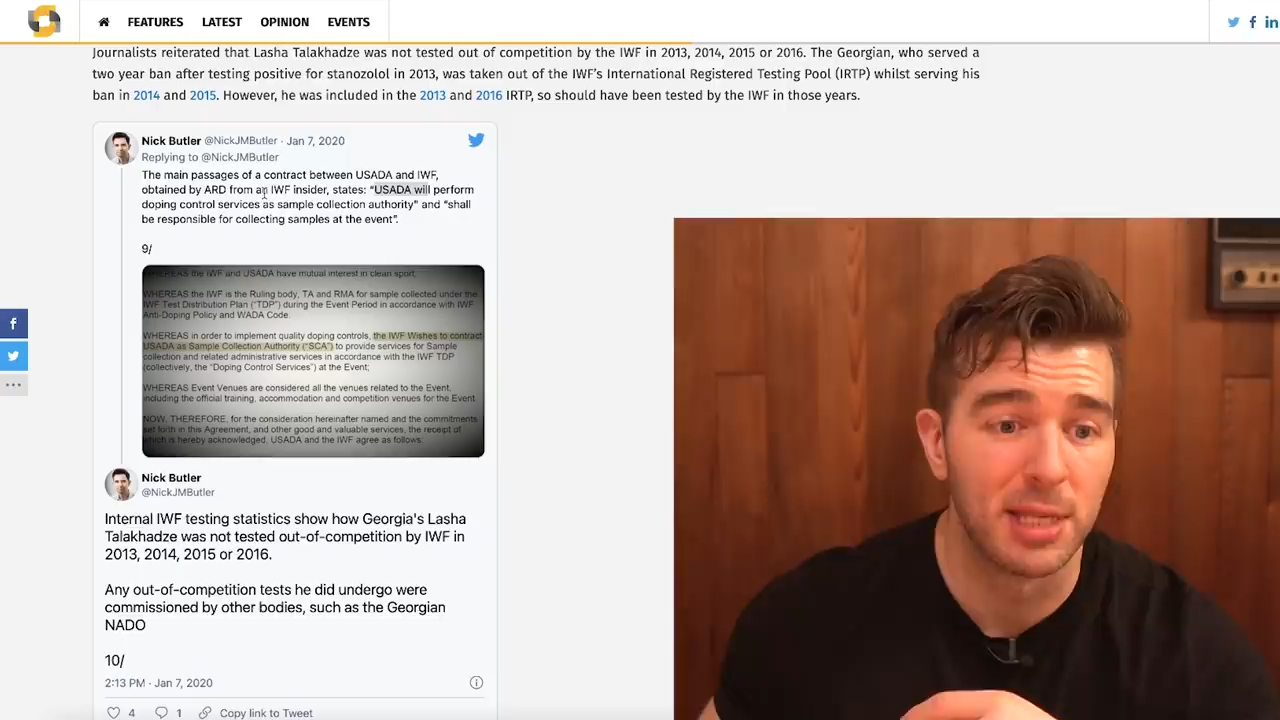 FEATURES LATEST OPINION EVENTS
Journalists reiterated that Lasha Talakhadze was not tested out of competition by the IWF in 2013, 2014, 2015 or 2016. The Georgian, who served a
two year ban after testing positive for stanozolol in 2013, was taken out of the IWF's International Registered Testing Pool (IRTP) whilst serving his
ban in 2014 and 2015. However, he was included in the 2013 and 2016 IRTP, so should have been tested by the IWF in those years.
Nick Butler @NickJMButler · Jan 7, 2020
Replying to @NickJMButler
The main passages of a contract between USADA and IWF,
obtained by ARD from an IWF insider, states: “USADA will perform
doping control services as sample collection authority” and “shall
be responsible for collecting samples at the event”.
9/
WHEREAS the IWF and USADA have mutual interest in clean sport;
WHEREAS the IWF is the Ruling body, TA and RMA for sample collected under the
IWF Test Distribution Plan (“TDP”) during the Event Period in accordance with IWF
Anti-Doping Policy and WADA Code.
WHEREAS in order to implement quality doping controls, the IWF Wishes to contract
USADA as Sample Collection Authority (“SCA”) to provide services for Sample
collection and related administrative services in accordance with the IWF TDP
(collectively, the “Doping Control Services”) at the Event;
WHEREAS Event Venues are considered all the venues related to the Event,
including the official training, accommodation and competition venues for the Event.
NOW, THEREFORE, for the consideration hereinafter named and the commitments
set forth in this Agreement, and other good and valuable services, the receipt of
which is hereby acknowledged, USADA and the IWF agree as follows:
Nick Butler
@NickJMButler
Internal IWF testing statistics show how Georgia's Lasha
Talakhadze was not tested out-of-competition by IWF in
2013, 2014, 2015 or 2016.
Any out-of-competition tests he did undergo were
commissioned by other bodies, such as the Georgian
NADO
10/
2:13 PM · Jan 7, 2020
4 1 Copy link to Tweet